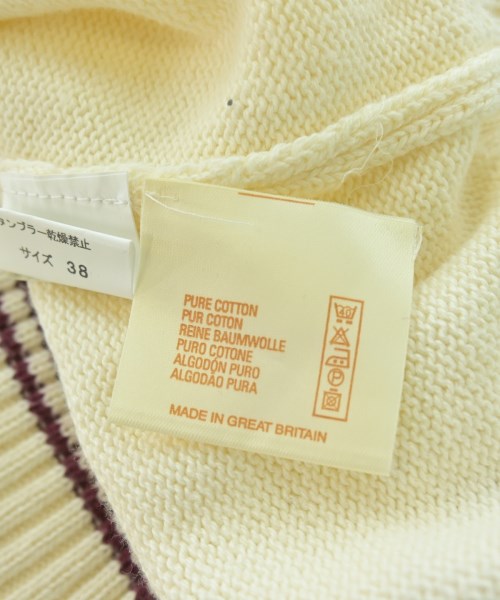 タンブラー乾燥禁止
サイズ 38
PURE COTTON
PUR COTON
REINE BAUMWOLLE
PURO COTONE
ALGODÓN PURO
ALGODÃO PURA
40
P
MADE IN GREAT BRITAIN